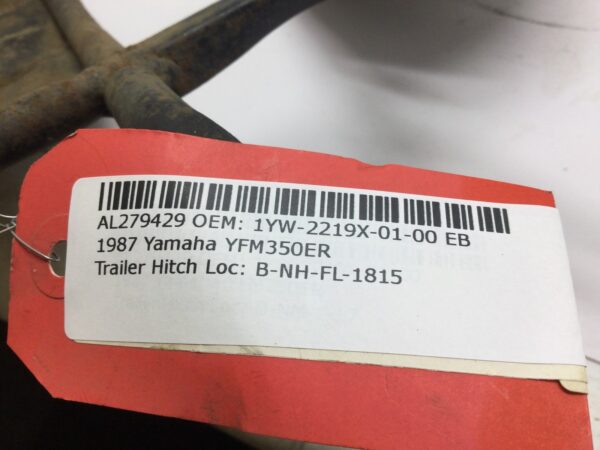 AL279429 OEM: 1YW-2219X-01-00 EB
1987 Yamaha YFM350ER
Trailer Hitch Loc: B-NH-FL-1815